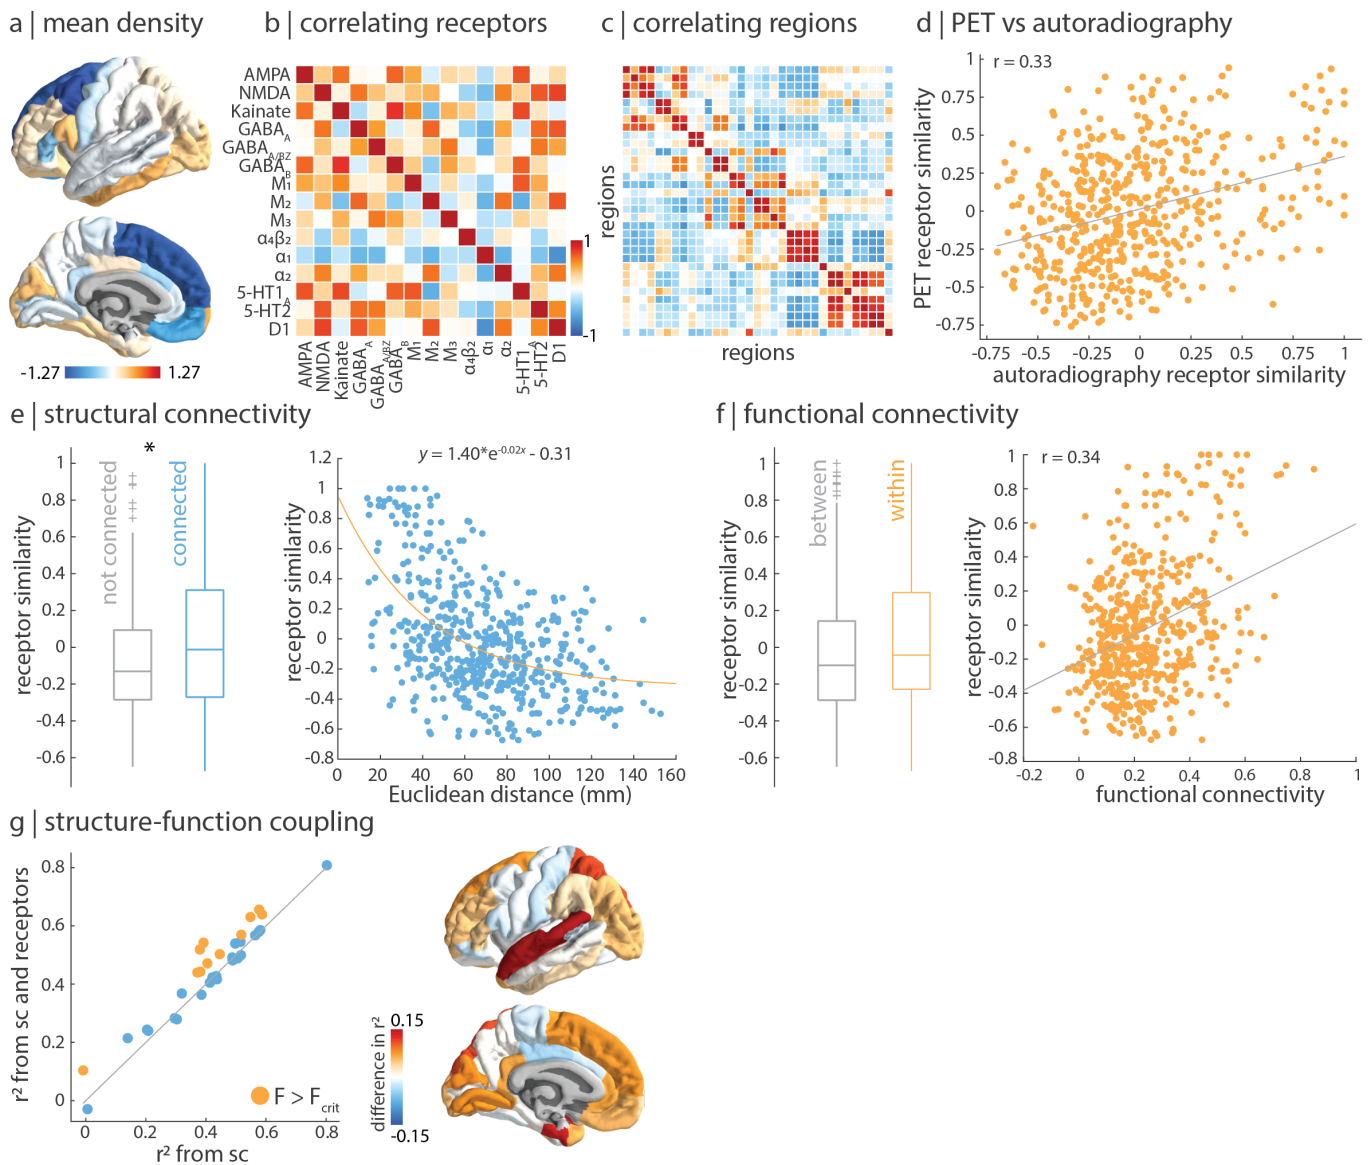 a | mean density
-1.27
1.27
b | correlating receptors
AMPA
NMDA
Kainate
GABA_A
GABA_A/BZ
GABA_B
M₁
M₂
M₃
α₄β₂
α₁
α₂
5-HT1_A
5-HT2
D1
AMPA
NMDA
Kainate
GABA_A
GABA_A/BZ
GABA_B
M₁
M₂
M₃
α₄β₂
α₁
α₂
5-HT1_A
5-HT2
D1
1
-1
c | correlating regions
regions
regions
d | PET vs autoradiography
r = 0.33
PET receptor similarity
0.75
0.5
0.25
0
-0.25
-0.5
-0.75
-0.75 -0.5 -0.25 0 0.25 0.5 0.75 1
autoradiography receptor similarity
e | structural connectivity
*
not connected
connected
receptor similarity
1
0.8
0.6
0.4
0.2
0
-0.2
-0.4
-0.6
y = 1.40*e^-0.02x - 0.31
receptor similarity
1.2
1
0.8
0.6
0.4
0.2
0
-0.2
-0.4
-0.6
-0.8
0 20 40 60 80 100 120 140 160
Euclidean distance (mm)
f | functional connectivity
between
within
receptor similarity
1
0.8
0.6
0.4
0.2
0
-0.2
-0.4
-0.6
r = 0.34
receptor similarity
1
0.8
0.6
0.4
0.2
0
-0.2
-0.4
-0.6
-0.8
-0.2 0 0.2 0.4 0.6 0.8 1
functional connectivity
g | structure-function coupling
r² from sc and receptors
0.8
0.6
0.4
0.2
0
F > F_crit
0 0.2 0.4 0.6 0.8
r² from sc
difference in r²
0.15
-0.15